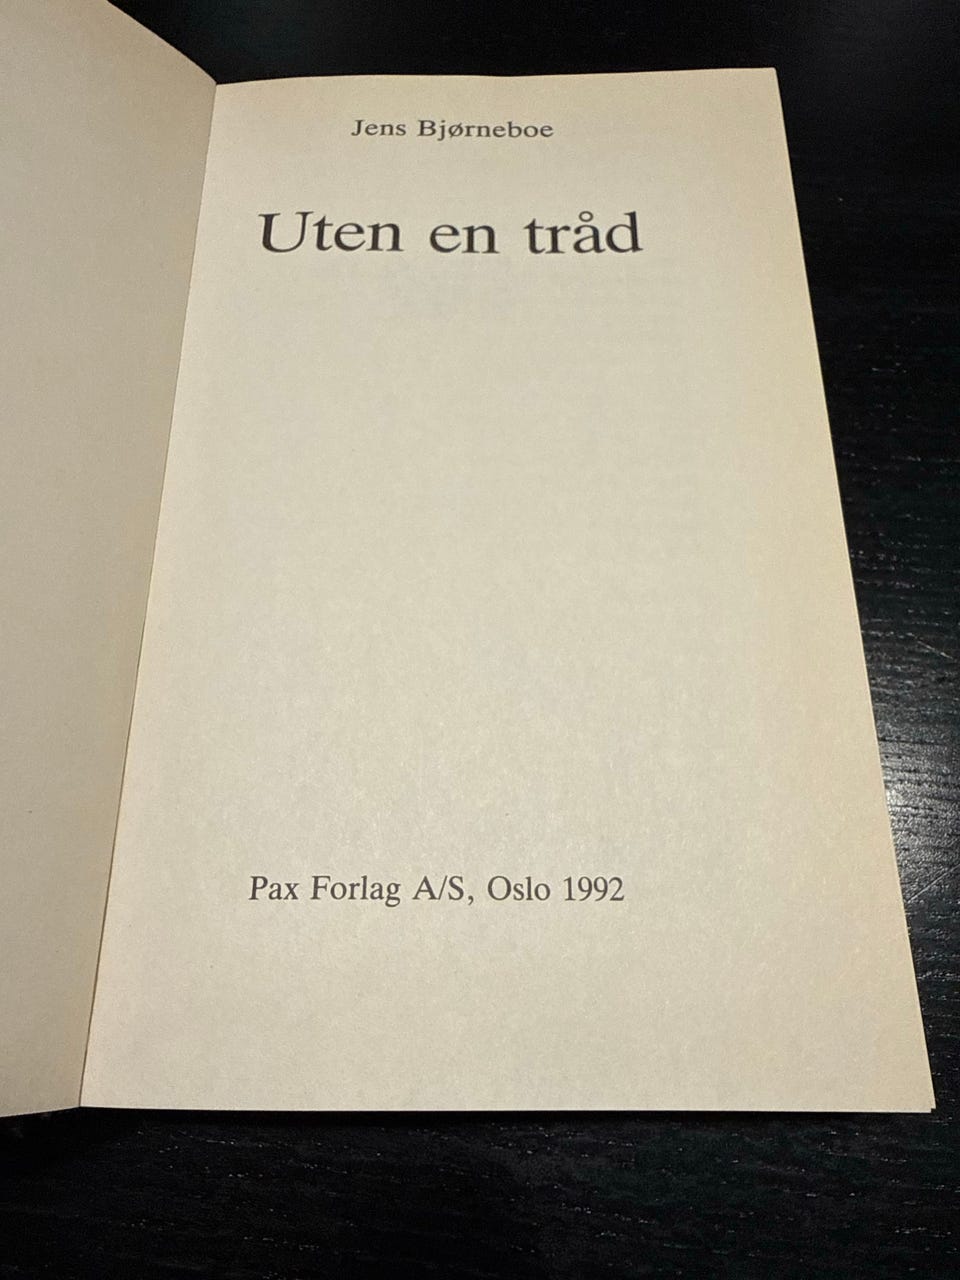 Jens Bjørneboe
Uten en tråd
Pax Forlag A/S, Oslo 1992